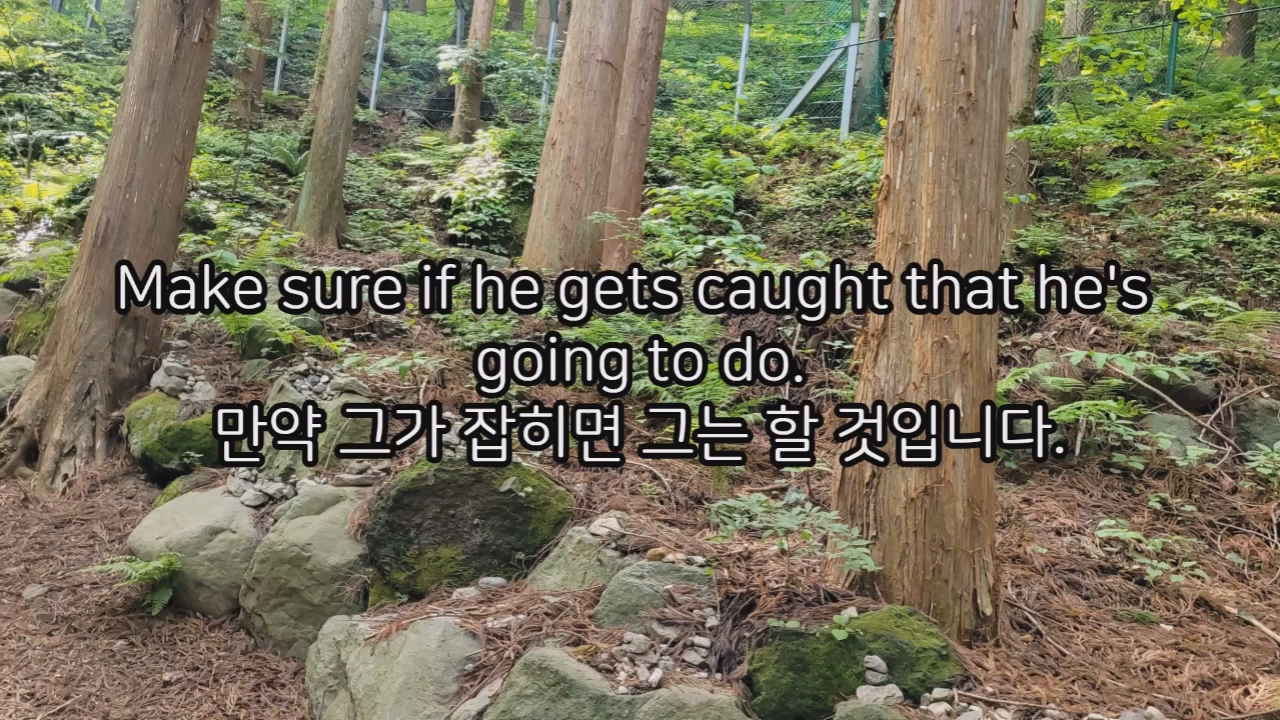 Make sure if he gets caught that he's
going to do.
만약 그가 잡히면 그는 할 것입니다.